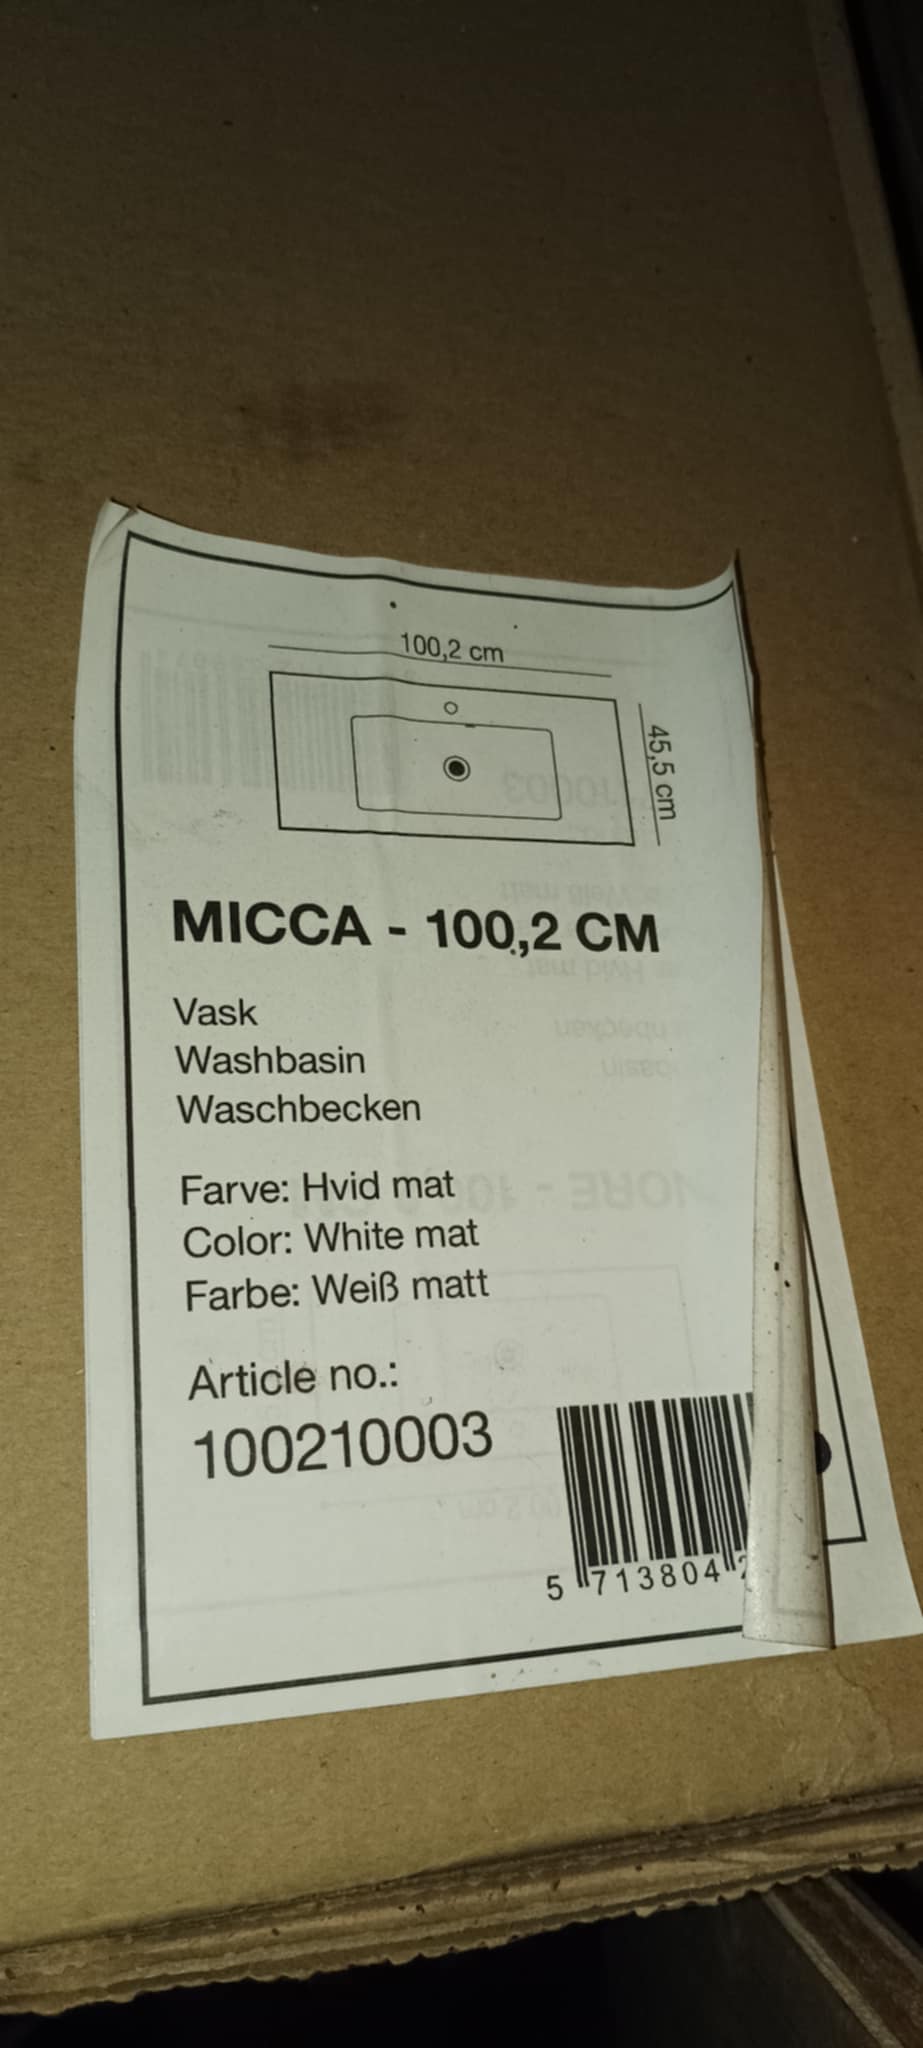 100,2 cm
45,5 cm
MICCA - 100,2 CM
Vask
Washbasin
Waschbecken
Farve: Hvid mat
Color: White mat
Farbe: Weiß matt
Article no.:
100210003
5 713804